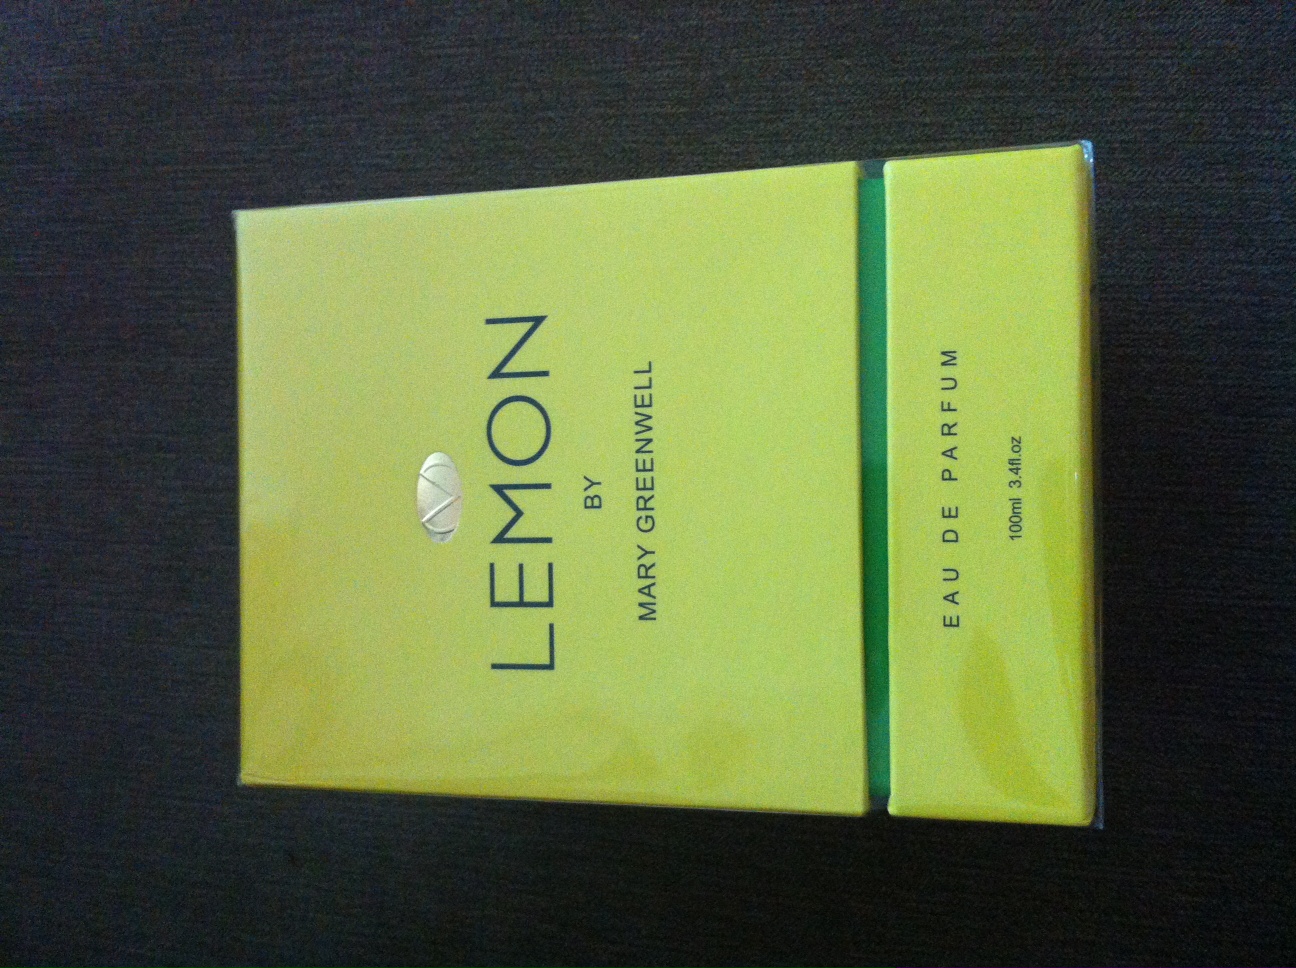 LEMON
BY
MARY GREENWELL
EAU DE PARFUM
100ml 3.4fl.oz